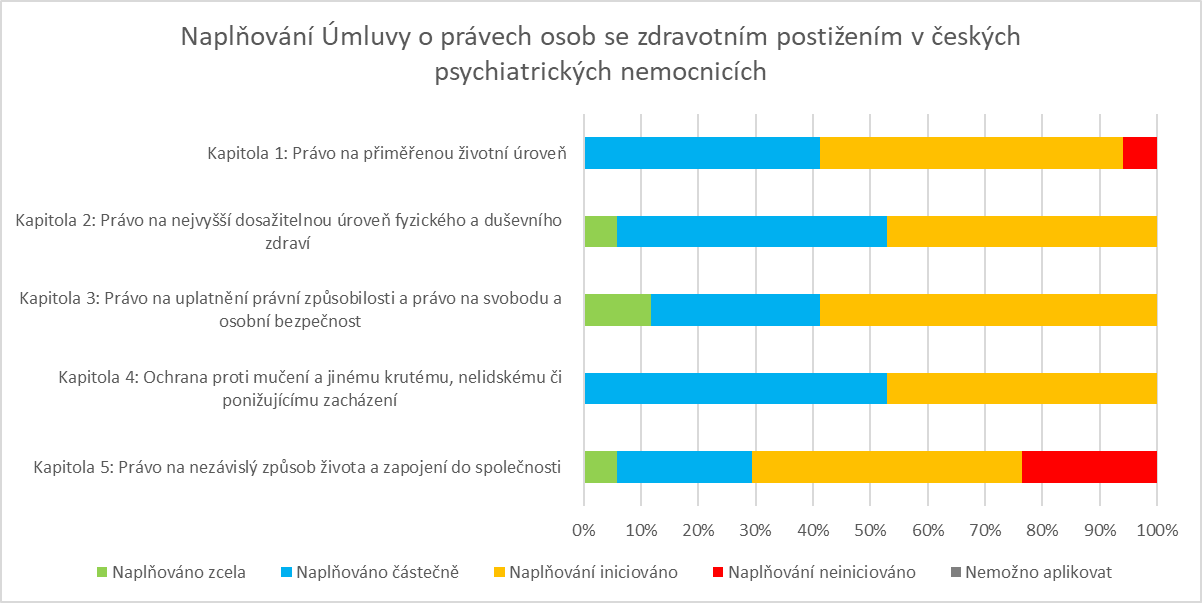 Naplňování Úmluvy o právech osob se zdravotním postižením v českých
psychiatrických nemocnicích
Kapitola 1: Právo na přiměřenou životní úroveň
Kapitola 2: Právo na nejvyšší dosažitelnou úroveň fyzického a duševního
zdraví
Kapitola 3: Právo na uplatnění právní způsobilosti a právo na svobodu a
osobní bezpečnost
Kapitola 4: Ochrana proti mučení a jinému krutému, nelidskému či
ponižujícímu zacházení
Kapitola 5: Právo na nezávislý způsob života a zapojení do společnosti
0% 10% 20% 30% 40% 50% 60% 70% 80% 90% 100%
Naplňováno zcela Naplňováno částečně Naplňování iniciováno Naplňování neiniciováno Nemožno aplikovat